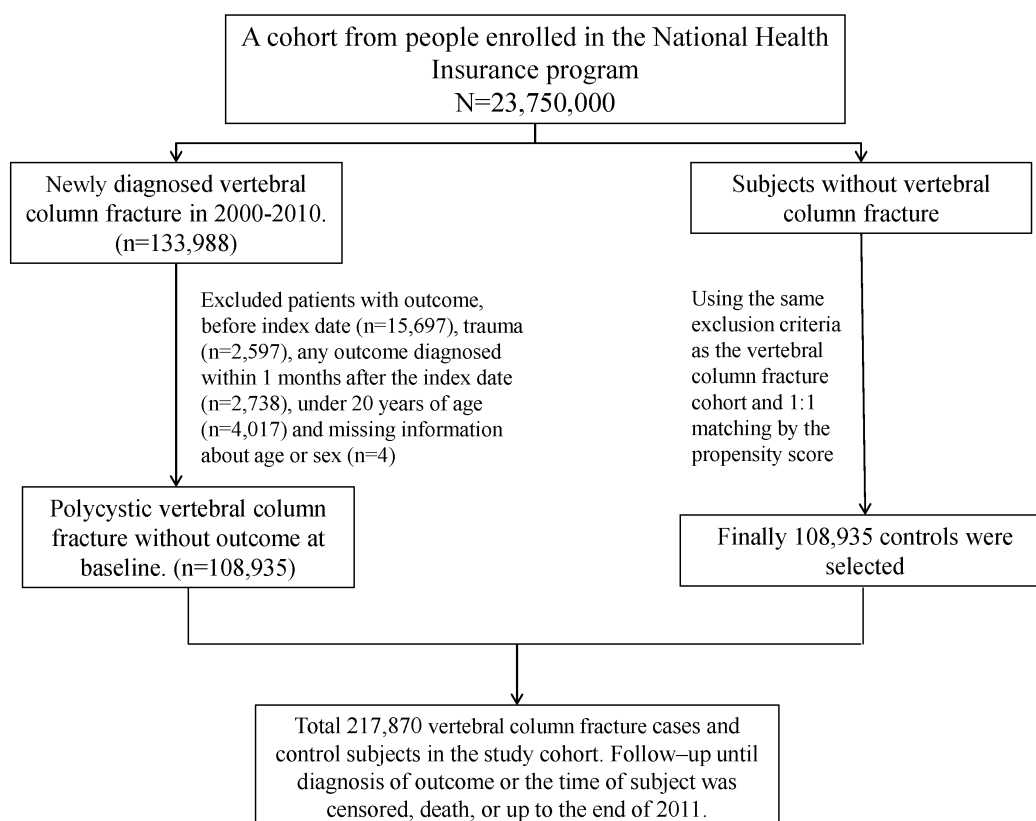 A cohort from people enrolled in the National Health
Insurance program
N=23,750,000
Newly diagnosed vertebral
column fracture in 2000-2010.
(n=133,988)
Subjects without vertebral
column fracture
Excluded patients with outcome,
before index date (n=15,697), trauma
(n=2,597), any outcome diagnosed
within 1 months after the index date
(n=2,738), under 20 years of age
(n=4,017) and missing information
about age or sex (n=4)
Using the same
exclusion criteria
as the vertebral
column fracture
cohort and 1:1
matching by the
propensity score
Polycystic vertebral column
fracture without outcome at
baseline. (n=108,935)
Finally 108,935 controls were
selected
Total 217,870 vertebral column fracture cases and
control subjects in the study cohort. Follow–up until
diagnosis of outcome or the time of subject was
censored, death, or up to the end of 2011.